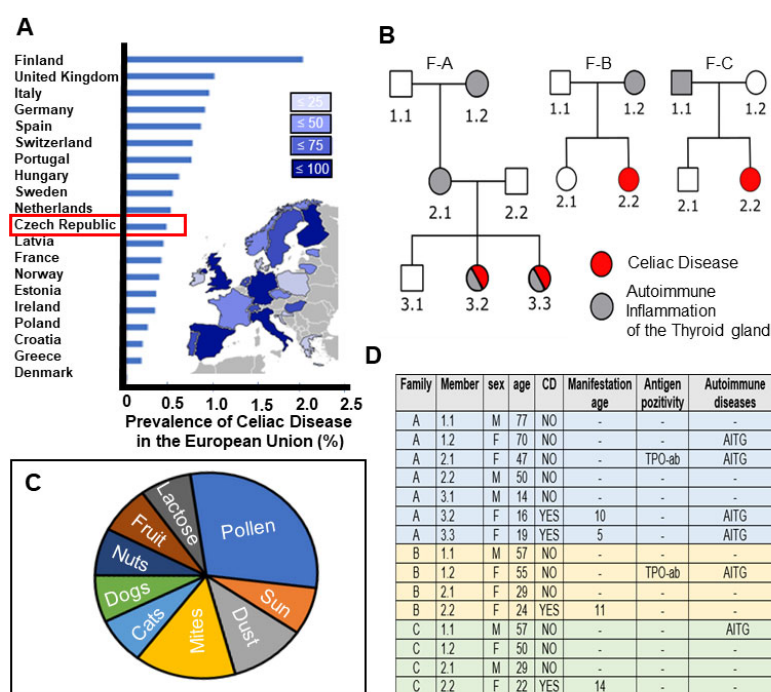 A
Finland
United Kingdom
Italy
Germany
Spain
Switzerland
Portugal
Hungary
Sweden
Netherlands
Czech Republic
Latvia
France
Norway
Estonia
Ireland
Poland
Croatia
Greece
Denmark
≤ 25
≤ 50
≤ 75
≤ 100
0 0.5 1.0 1.5 2.0 2.5
Prevalence of Celiac Disease
in the European Union (%)
B
F-A F-B F-C
1.1 1.2 1.1 1.2 1.1 1.2
2.1 2.2 2.1 2.2 2.1 2.2
3.1 3.2 3.3
Celiac Disease
Autoimmune
Inflamation
of the Thyroid gland
C
Lactose
Pollen
Fruit
Nuts
Dogs
Cats
Mites
Dust
Sun
D
Family Member sex age CD Manifestation age Antigen pozitivity Autoimmune diseases
A 1.1 M 77 NO - - -
A 1.2 F 70 NO - - AITG
A 2.1 F 47 NO - TPO-ab AITG
A 2.2 M 50 NO - - -
A 3.1 M 14 NO - - -
A 3.2 F 16 YES 10 - AITG
A 3.3 F 19 YES 5 - AITG
B 1.1 M 57 NO - - -
B 1.2 F 55 NO - TPO-ab AITG
B 2.1 F 29 NO - - -
B 2.2 F 24 YES 11 - -
C 1.1 M 57 NO - - AITG
C 1.2 F 50 NO - - -
C 2.1 M 29 NO - - -
C 2.2 F 22 YES 14 - -